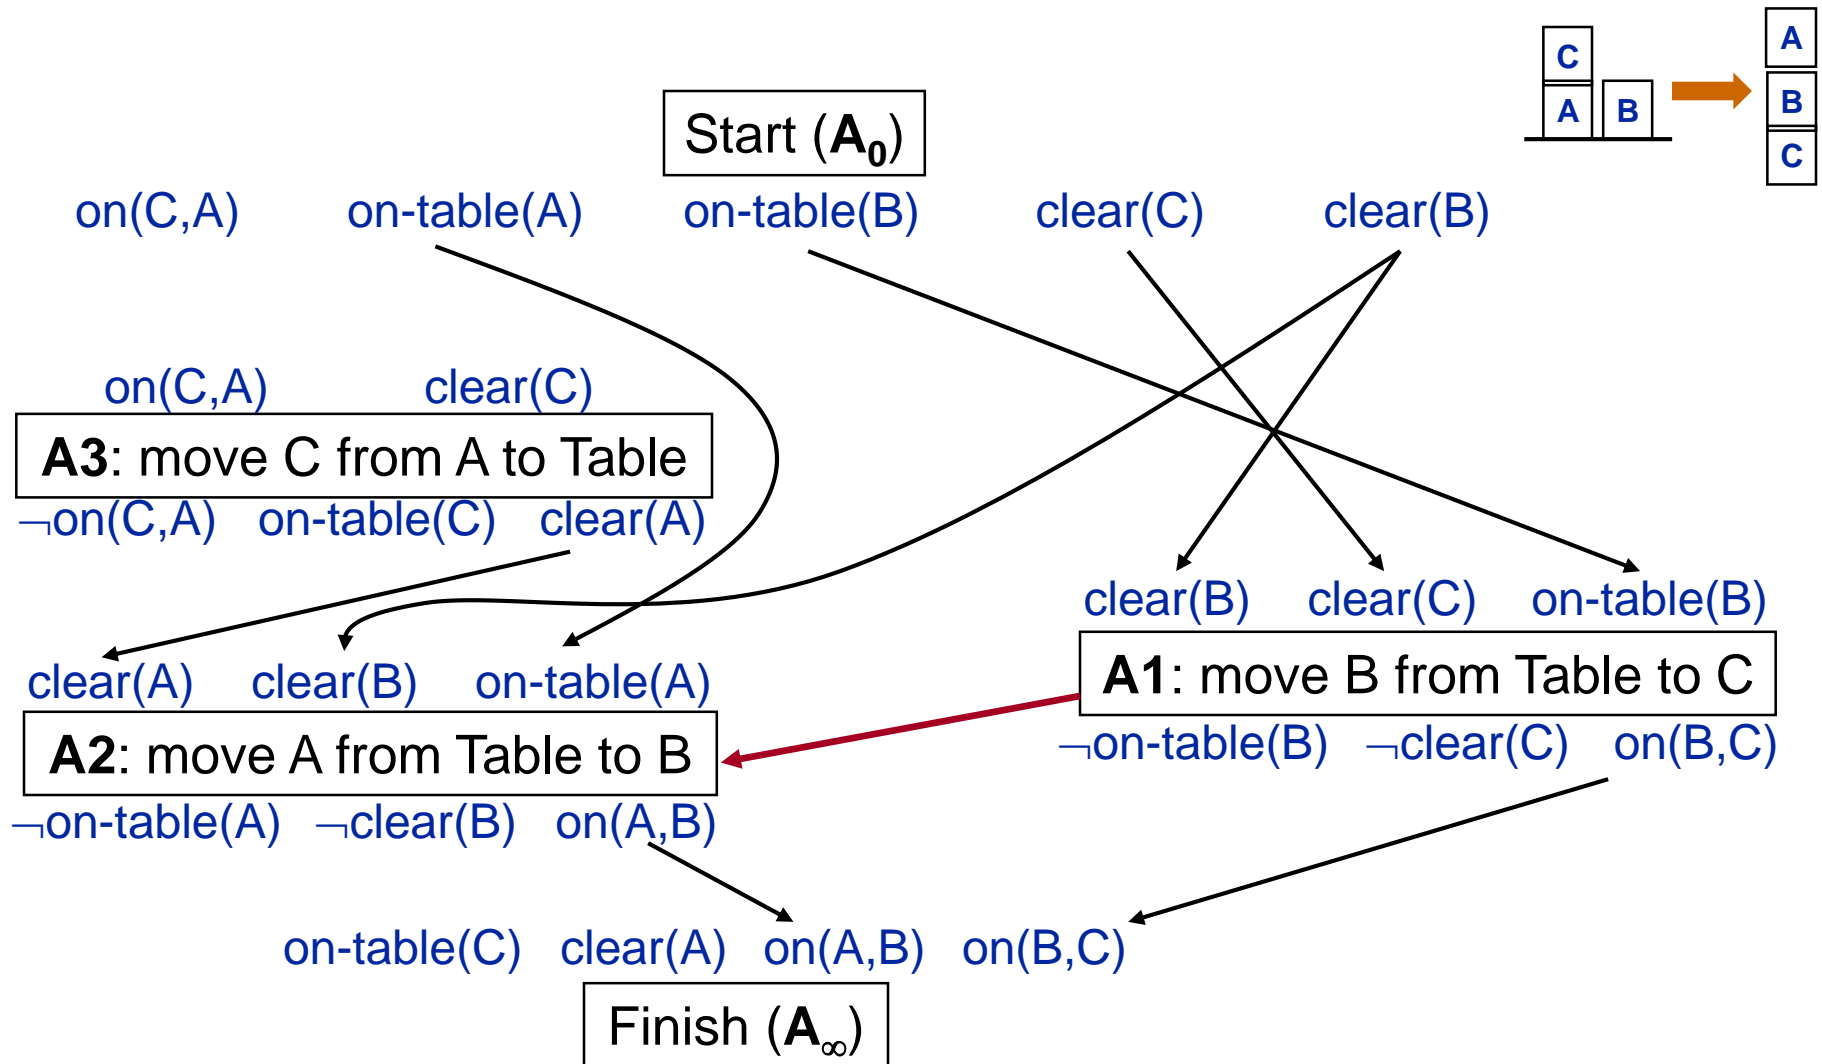 C
A B
A
B
C
Start (A₀)
on(C,A) on-table(A) on-table(B) clear(C) clear(B)
on(C,A) clear(C)
A3: move C from A to Table
¬on(C,A) on-table(C) clear(A)
clear(B) clear(C) on-table(B)
A1: move B from Table to C
¬on-table(B) ¬clear(C) on(B,C)
clear(A) clear(B) on-table(A)
A2: move A from Table to B
¬on-table(A) ¬clear(B) on(A,B)
on-table(C) clear(A) on(A,B) on(B,C)
Finish (A∞)